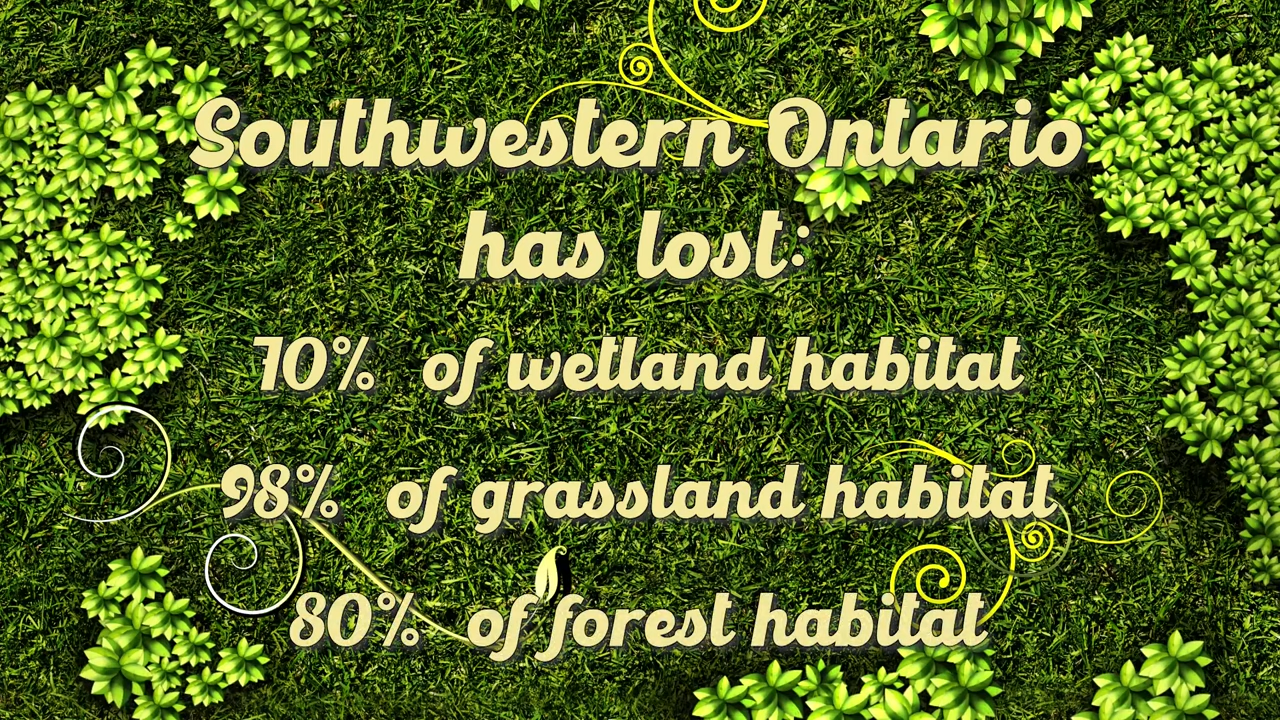 Southwestern Ontario
has lost:
70% of wetland habitat
98% of grassland habitat
80% of forest habitat